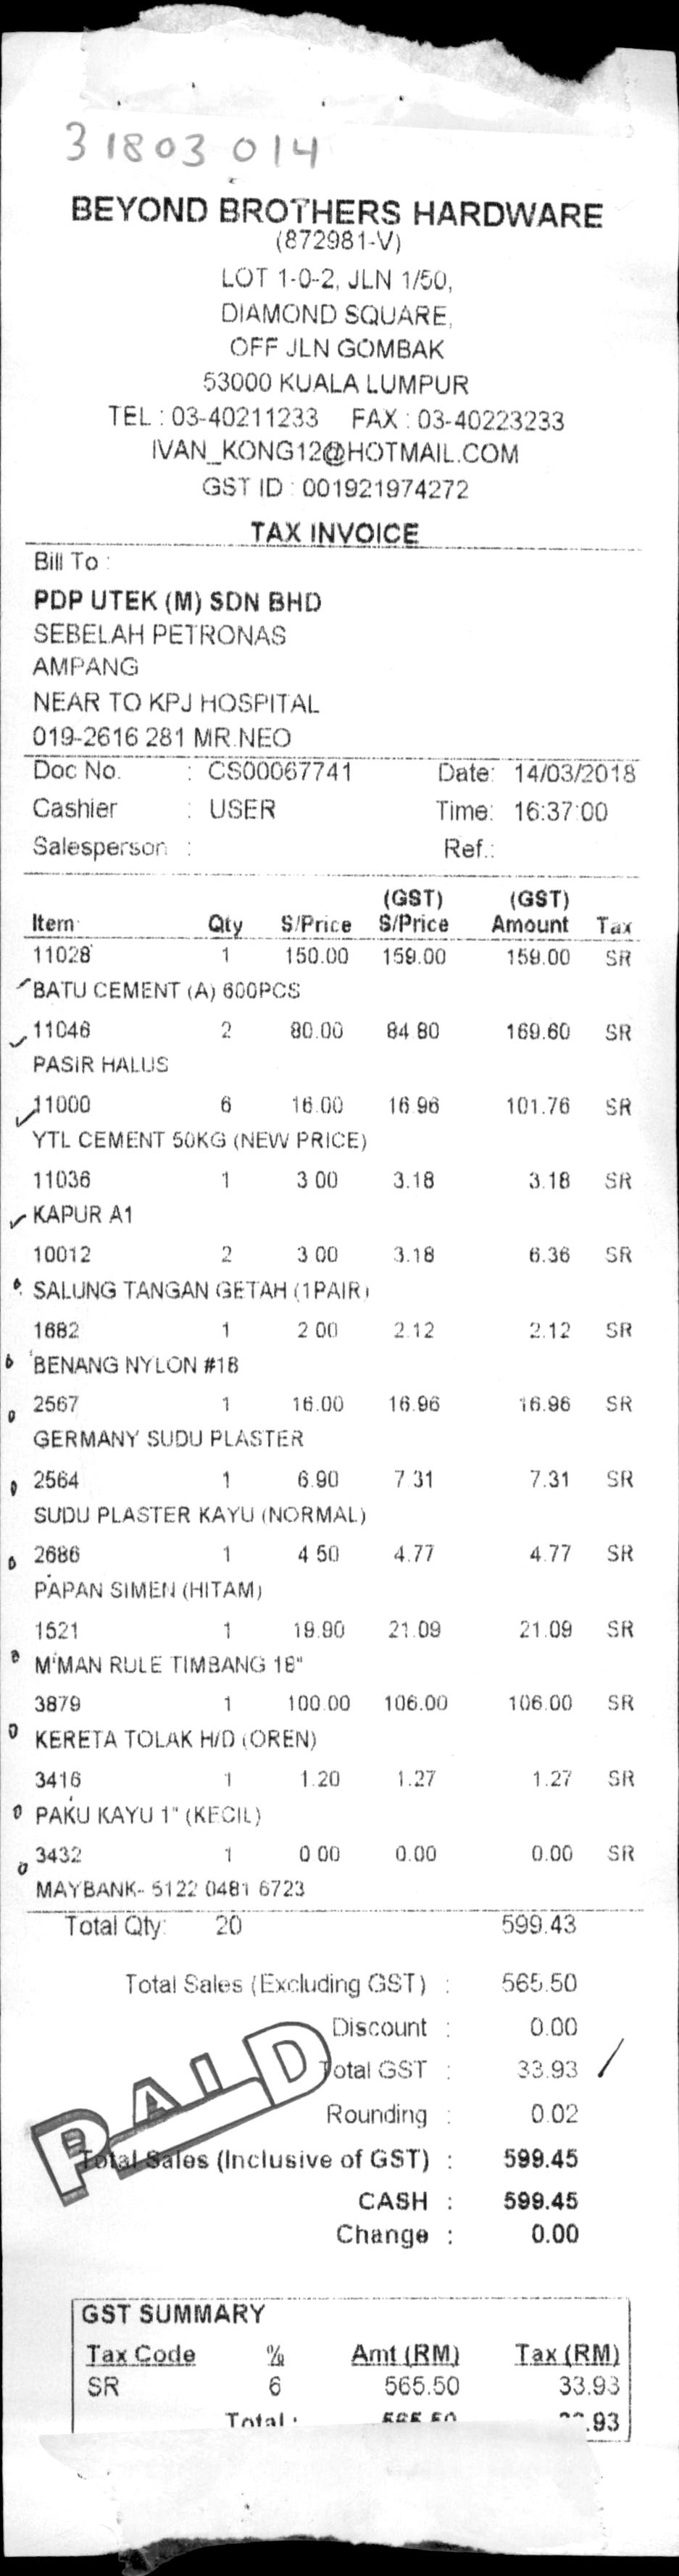 31803 014
BEYOND BROTHERS HARDWARE
(872981-V)
LOT 1-0-2, JLN 1/50,
DIAMOND SQUARE,
OFF JLN GOMBAK
53000 KUALA LUMPUR
TEL : 03-40211233 FAX : 03-40223233
IVAN_KONG12@HOTMAIL.COM
GST ID : 001921974272
TAX INVOICE
Bill To :
PDP UTEK (M) SDN BHD
SEBELAH PETRONAS
AMPANG
NEAR TO KPJ HOSPITAL
019-2616 281 MR.NEO
Doc No. : CS00067741 Date: 14/03/2018
Cashier : USER Time: 16:37:00
Salesperson : Ref.:
(GST) (GST)
Item Qty S/Price S/Price Amount Tax
11028 1 150.00 159.00 159.00 SR
BATU CEMENT (A) 600PCS
11046 2 80.00 84.80 169.60 SR
PASIR HALUS
11000 6 16.00 16.96 101.76 SR
YTL CEMENT 50KG (NEW PRICE)
11036 1 3.00 3.18 3.18 SR
KAPUR A1
10012 2 3.00 3.18 6.36 SR
SALUNG TANGAN GETAH (1PAIR)
1682 1 2.00 2.12 2.12 SR
BENANG NYLON #18
2567 1 16.00 16.96 16.96 SR
GERMANY SUDU PLASTER
2564 1 6.90 7.31 7.31 SR
SUDU PLASTER KAYU (NORMAL)
2686 1 4.50 4.77 4.77 SR
PAPAN SIMEN (HITAM)
1521 1 19.90 21.09 21.09 SR
M'MAN RULE TIMBANG 18"
3879 1 100.00 106.00 106.00 SR
KERETA TOLAK H/D (OREN)
3416 1 1.20 1.27 1.27 SR
PAKU KAYU 1" (KECIL)
3432 1 0.00 0.00 0.00 SR
MAYBANK- 5122 0481 6723
Total Qty: 20 599.43
Total Sales (Excluding GST) : 565.50
Discount : 0.00
Total GST : 33.93
Rounding : 0.02
PAID
Total Sales (Inclusive of GST) : 599.45
CASH : 599.45
Change : 0.00
GST SUMMARY
Tax Code % Amt (RM) Tax (RM)
SR 6 565.50 33.93
Total : 565.50 .93